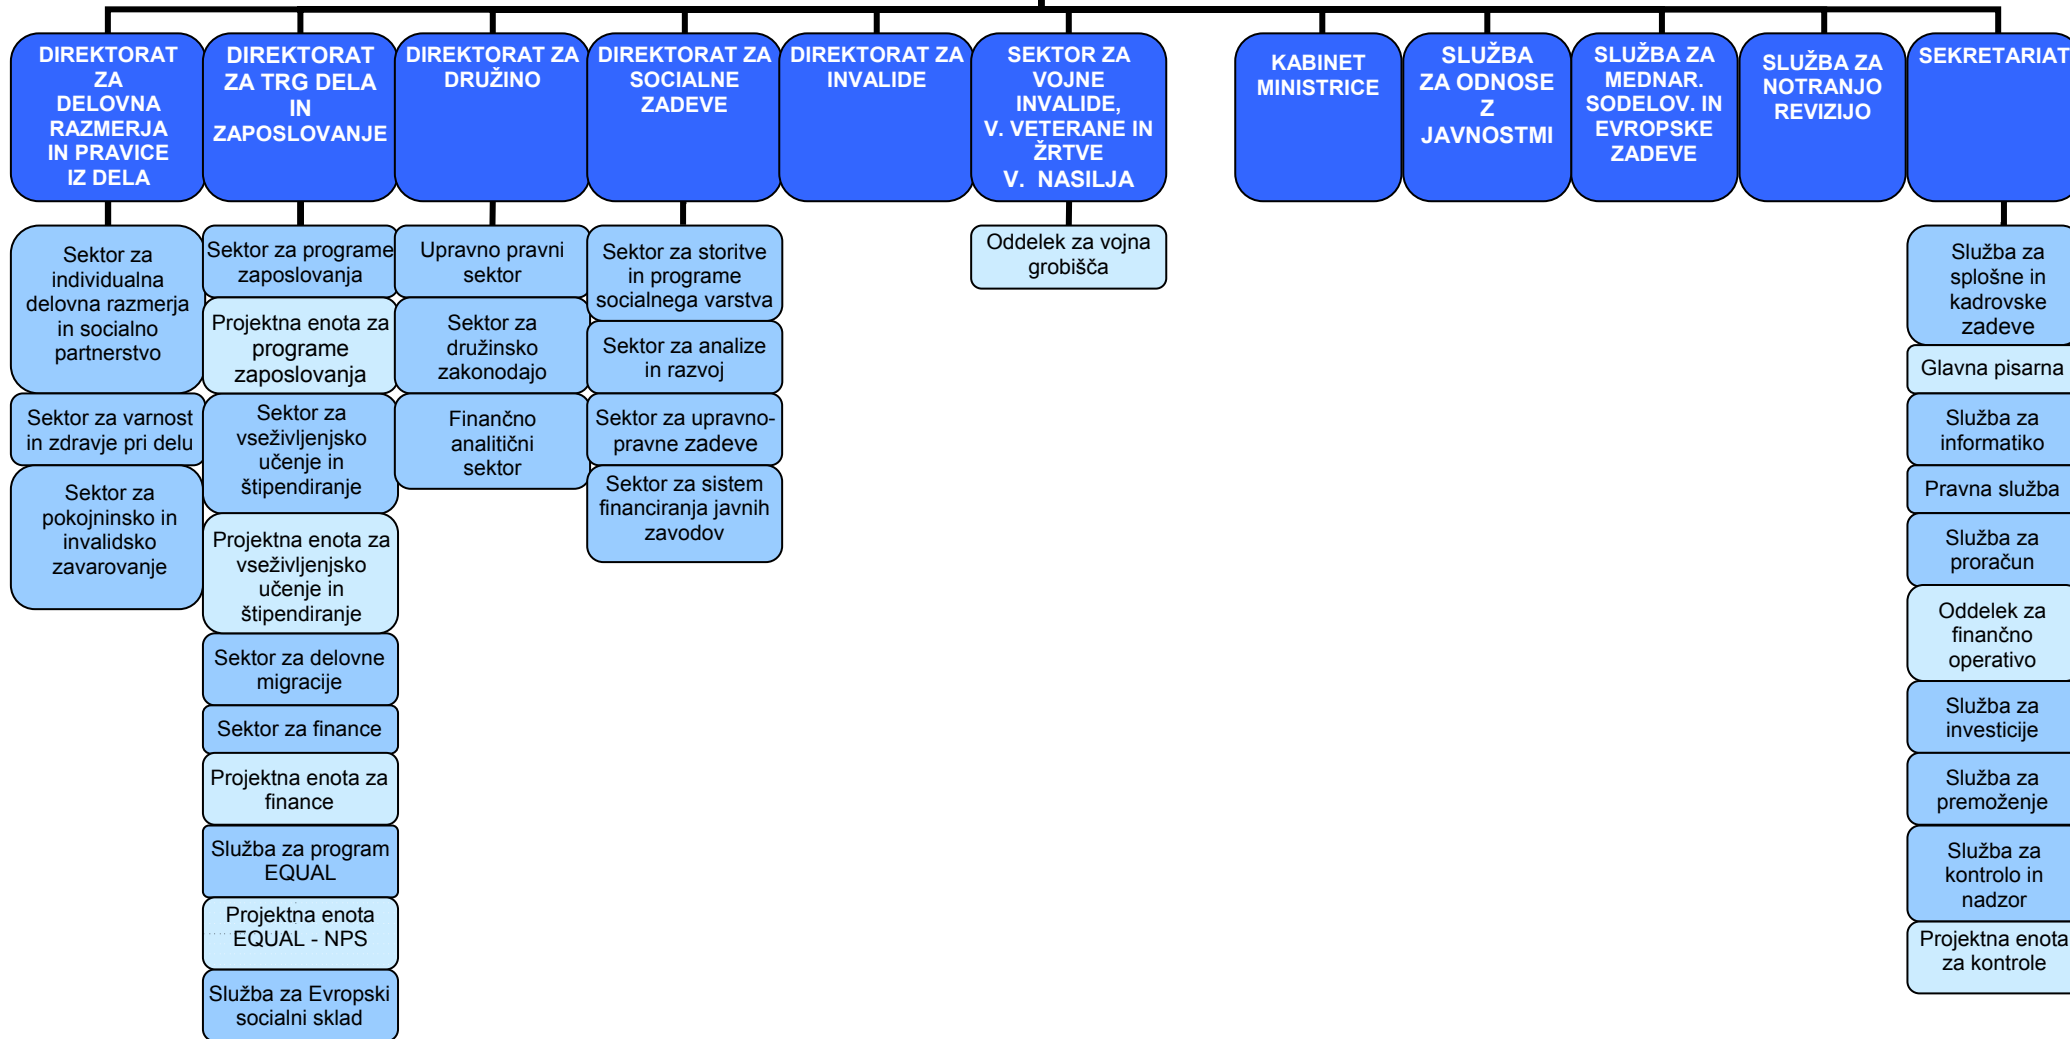 DIREKTORAT
ZA
DELOVNA
RAZMERJA
IN PRAVICE
IZ DELA
DIREKTORAT
ZA TRG DELA
IN
ZAPOSLOVANJE
DIREKTORAT ZA
DRUŽINO
DIREKTORAT ZA
SOCIALNE
ZADEVE
DIREKTORAT ZA
INVALIDE
SEKTOR ZA
VOJNE
INVALIDE,
V. VETERANE IN
ŽRTVE
V. NASILJA
KABINET
MINISTRICE
SLUŽBA
ZA ODNOSE
Z
JAVNOSTMI
SLUŽBA ZA
MEDNAR.
SODELOV. IN
EVROPSKE
ZADEVE
SLUŽBA ZA
NOTRANJO
REVIZIJO
SEKRETARIAT
Sektor za
individualna
delovna razmerja
in socialno
partnerstvo
Sektor za varnost
in zdravje pri delu
Sektor za
pokojninsko in
invalidsko
zavarovanje
Sektor za programe
zaposlovanja
Projektna enota za
programe
zaposlovanja
Sektor za
vseživljenjsko
učenje in
štipendiranje
Projektna enota za
vseživljenjsko
učenje in
štipendiranje
Sektor za delovne
migracije
Sektor za finance
Projektna enota za
finance
Služba za program
EQUAL
Projektna enota
EQUAL - NPS
Služba za Evropski
socialni sklad
Upravno pravni
sektor
Sektor za
družinsko
zakonodajo
Finančno
analitični
sektor
Sektor za storitve
in programe
socialnega varstva
Sektor za analize
in razvoj
Sektor za upravno-
pravne zadeve
Sektor za sistem
financiranja javnih
zavodov
Oddelek za vojna
grobišča
Služba za
splošne in
kadrovske
zadeve
Glavna pisarna
Služba za
informatiko
Pravna služba
Služba za
proračun
Oddelek za
finančno
operativo
Služba za
investicije
Služba za
premoženje
Služba za
kontrolo in
nadzor
Projektna enota
za kontrole